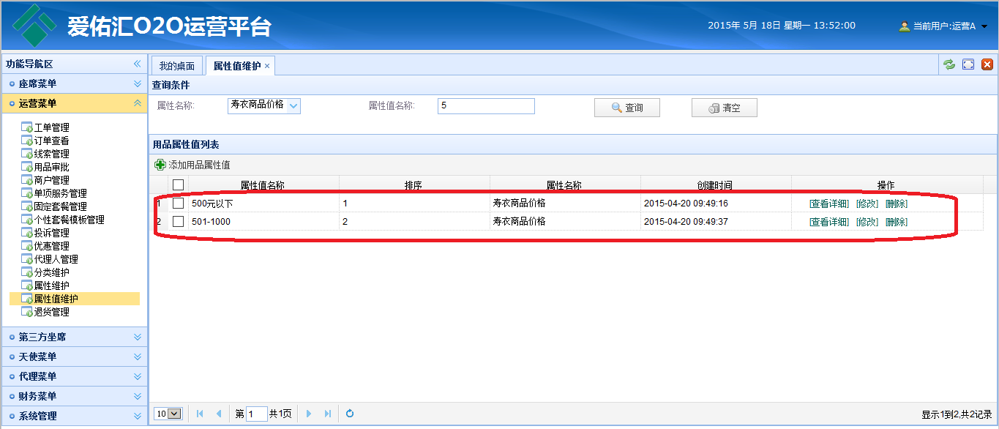 爱佑汇O2O运营平台
2015年 5月 18日 星期一 13:52:00
当前用户:运营A
功能导航区
座席菜单
运营菜单
工单管理
订单查看
线索管理
用品审批
商户管理
单项服务管理
固定套餐管理
个性套餐模板管理
投诉管理
优惠管理
代理人管理
分类维护
属性维护
属性值维护
退货管理
第三方坐席
天使菜单
代理菜单
财务菜单
系统管理
我的桌面 属性值维护
查询条件
属性名称: 寿衣商品价格 属性值名称: 5 查询 清空
用品属性值列表
添加用品属性值
属性值名称 排序 属性名称 创建时间 操作
1 500元以下 1 寿衣商品价格 2015-04-20 09:49:16 [查看详细] [修改] [删除]
2 501-1000 2 寿衣商品价格 2015-04-20 09:49:37 [查看详细] [修改] [删除]
10 第 1 共1页 显示1到2,共2记录